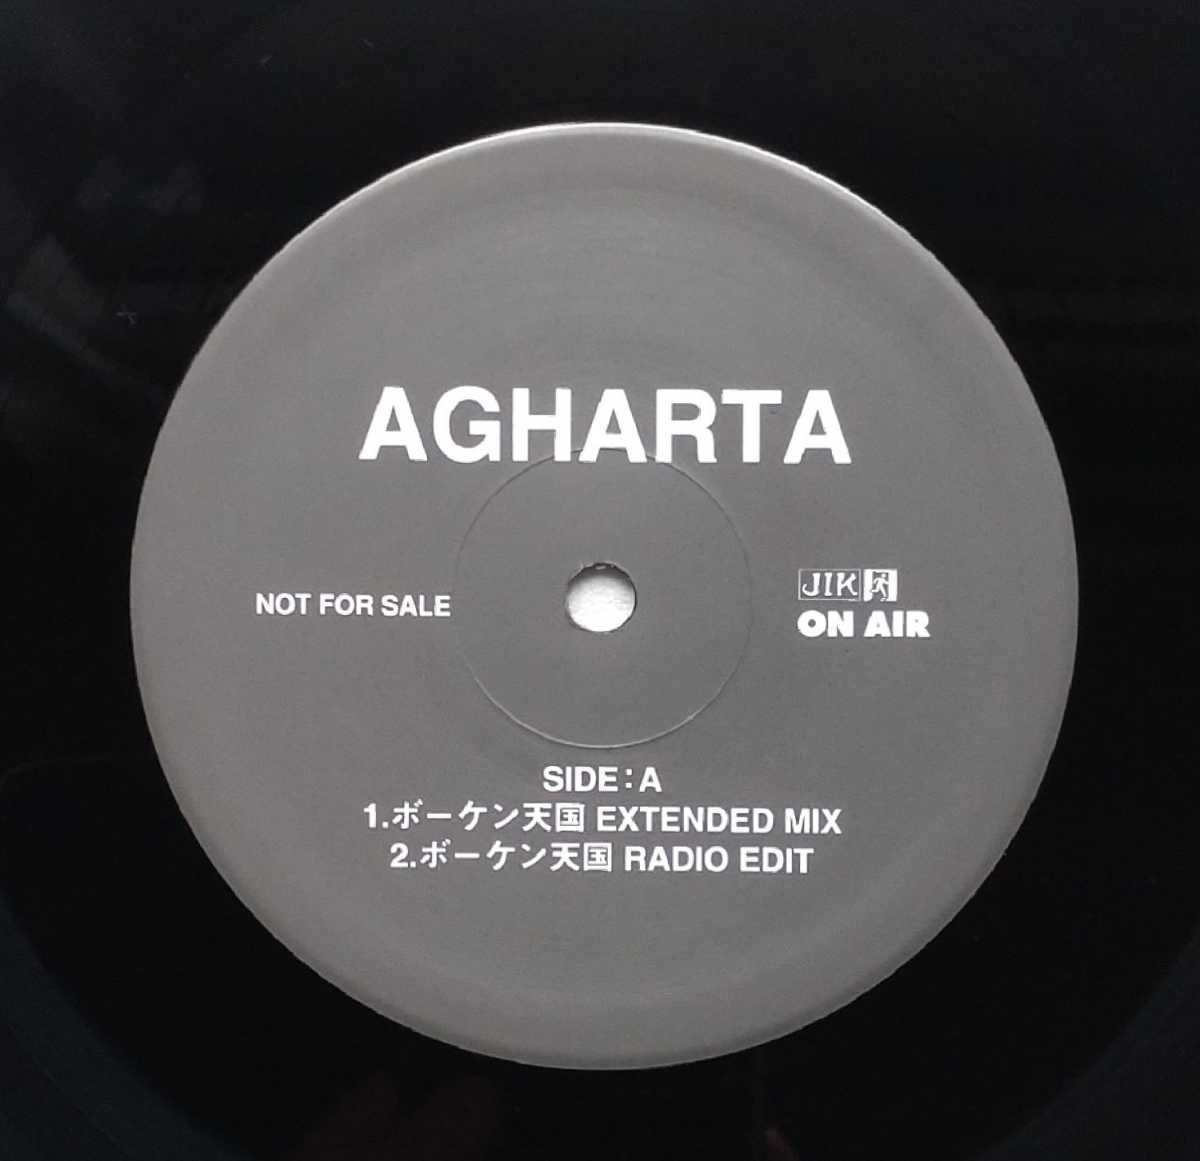 AGHARTA
NOT FOR SALE
JIK
ON AIR
SIDE:A
1.ボーケン天国 EXTENDED MIX
2.ボーケン天国 RADIO EDIT